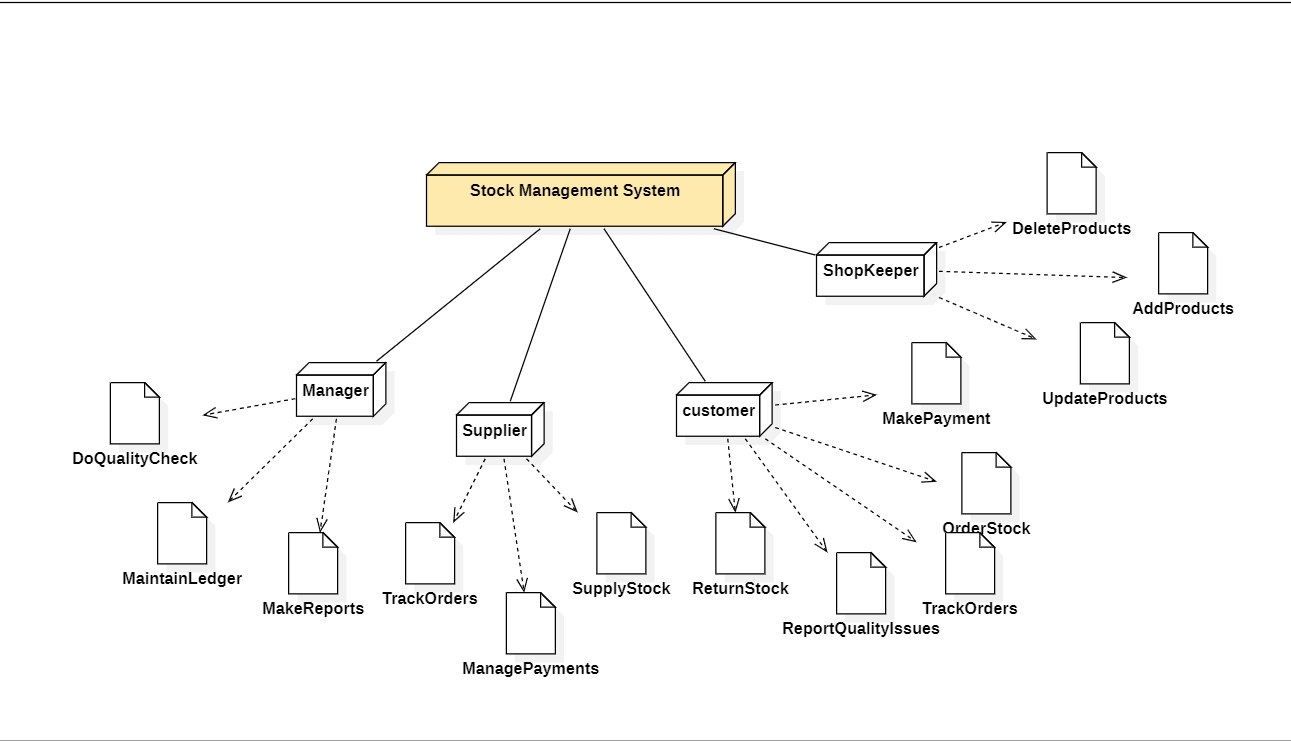 Stock Management System
DeleteProducts
ShopKeeper
AddProducts
Manager
UpdateProducts
customer
MakePayment
Supplier
DoQualityCheck
OrderStock
MaintainLedger
SupplyStock
ReturnStock
TrackOrders
MakeReports
TrackOrders
ReportQualityIssues
ManagePayments